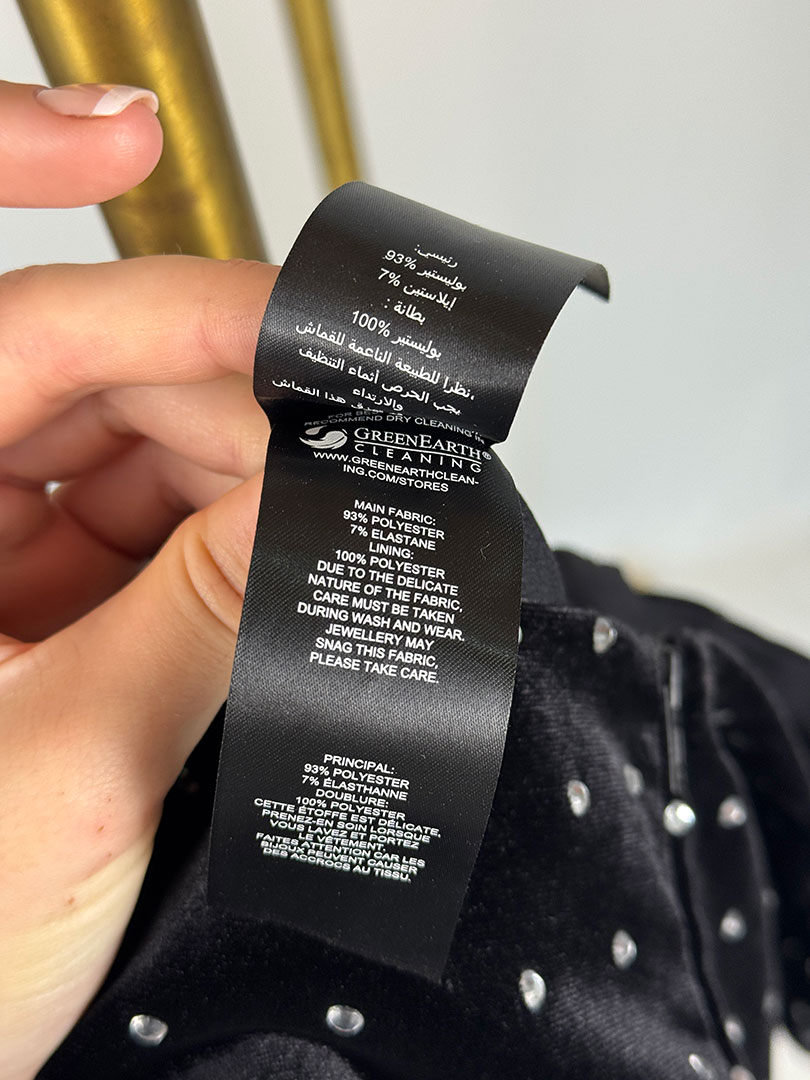 رئيسي:
بوليستير 93%
إيلاستين 7%
بطانة :
بوليستير 100%
نظرا للطبيعة الناعمة للقماش،
يجب الحرص أثناء التنظيف
والارتداء
هذا القماش
FOR BES
RECOMMEND DRY CLEANING IN
GREENEARTH®
CLEANING
WWW.GREENEARTHCLEAN-
ING.COM/STORES
MAIN FABRIC:
93% POLYESTER
7% ELASTANE
LINING:
100% POLYESTER
DUE TO THE DELICATE
NATURE OF THE FABRIC,
CARE MUST BE TAKEN
DURING WASH AND WEAR.
JEWELLERY MAY
SNAG THIS FABRIC,
PLEASE TAKE CARE.
PRINCIPAL:
93% POLYESTER
7% ÉLASTHANNE
DOUBLURE:
100% POLYESTER
CETTE ÉTOFFE EST DÉLICATE,
PRENEZ-EN SOIN LORSQUE
VOUS LAVEZ ET PORTEZ
LE VÊTEMENT.
FAITES ATTENTION CAR LES
BIJOUX PEUVENT CAUSER
DES ACCROCS AU TISSU.